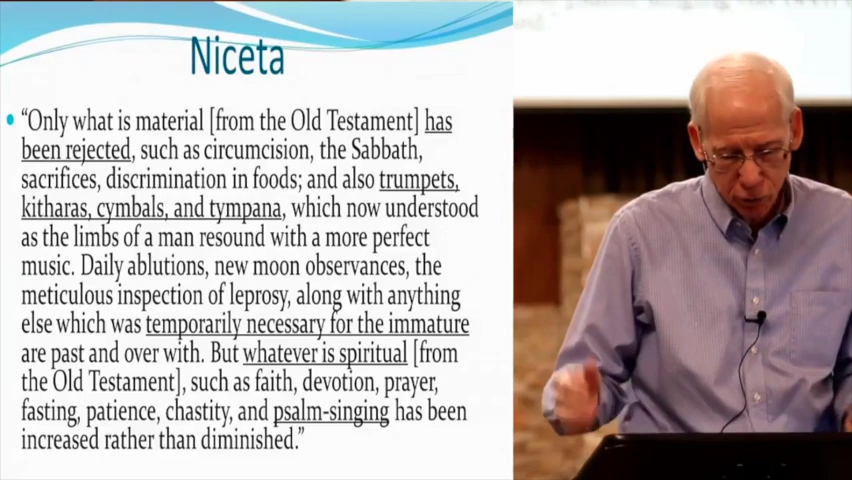 Niceta
• “Only what is material [from the Old Testament] has
been rejected, such as circumcision, the Sabbath,
sacrifices, discrimination in foods; and also trumpets,
kitharas, cymbals, and tympana, which now understood
as the limbs of a man resound with a more perfect
music. Daily ablutions, new moon observances, the
meticulous inspection of leprosy, along with anything
else which was temporarily necessary for the immature
are past and over with. But whatever is spiritual [from
the Old Testament], such as faith, devotion, prayer,
fasting, patience, chastity, and psalm-singing has been
increased rather than diminished.”